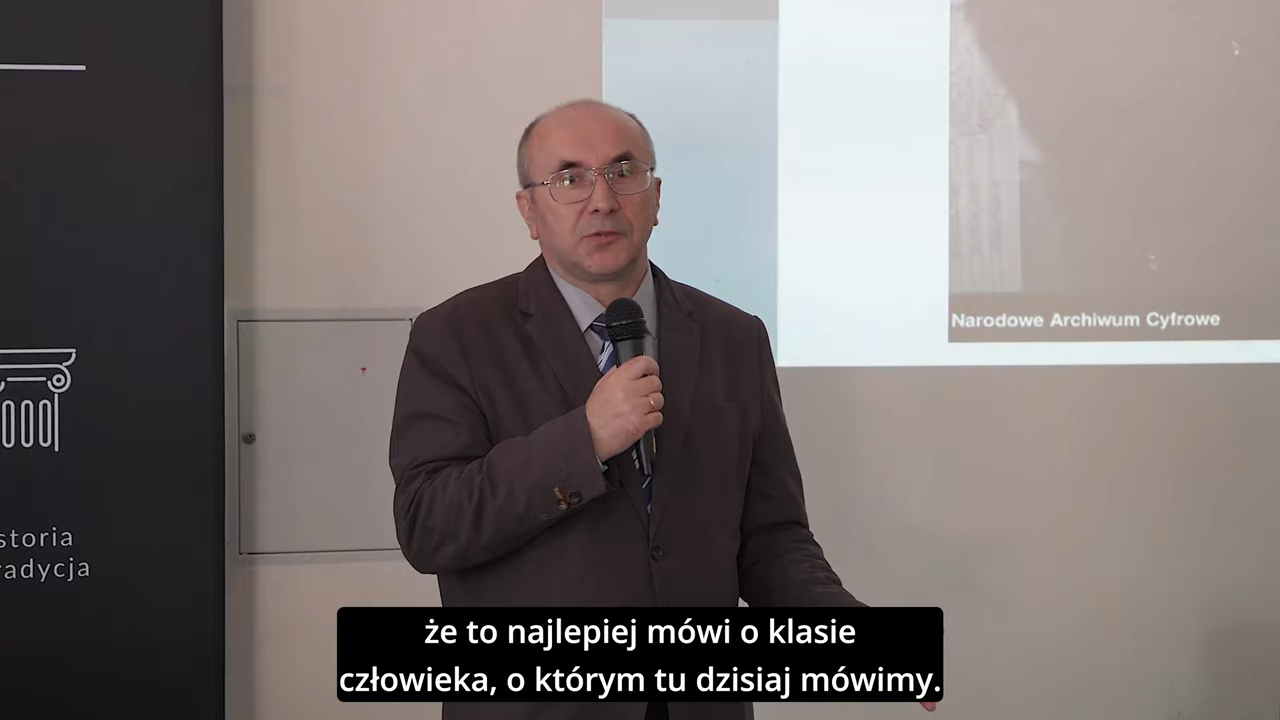 storia
radycja
Narodowe Archiwum Cyfrowe
że to najlepiej mówi o klasie
człowieka, o którym tu dzisiaj mówimy.